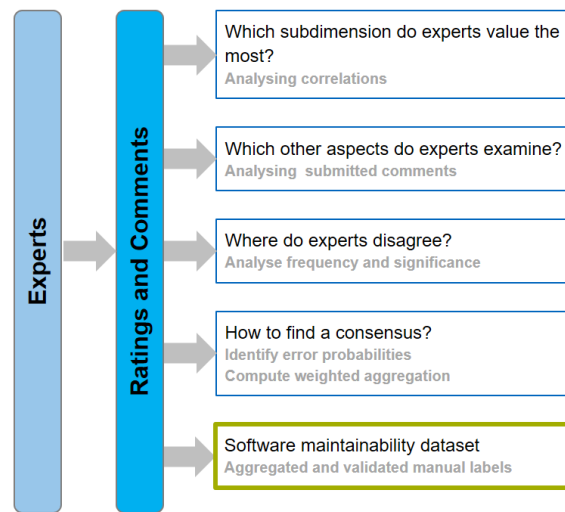 Experts
Ratings and Comments
Which subdimension do experts value the
most?
Analysing correlations
Which other aspects do experts examine?
Analysing submitted comments
Where do experts disagree?
Analyse frequency and significance
How to find a consensus?
Identify error probabilities
Compute weighted aggregation
Software maintainability dataset
Aggregated and validated manual labels